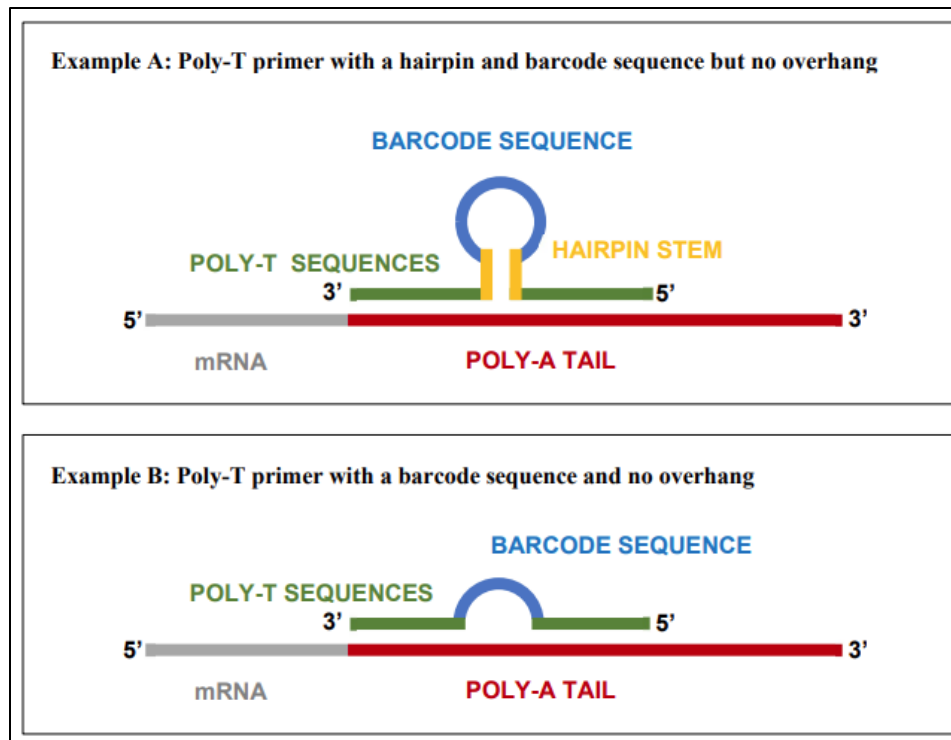 Example A: Poly-T primer with a hairpin and barcode sequence but no overhang
BARCODE SEQUENCE
HAIRPIN STEM
POLY-T SEQUENCES
3’ 5’
5’ 3’
mRNA POLY-A TAIL
Example B: Poly-T primer with a barcode sequence and no overhang
BARCODE SEQUENCE
POLY-T SEQUENCES
3’ 5’
5’ 3’
mRNA POLY-A TAIL